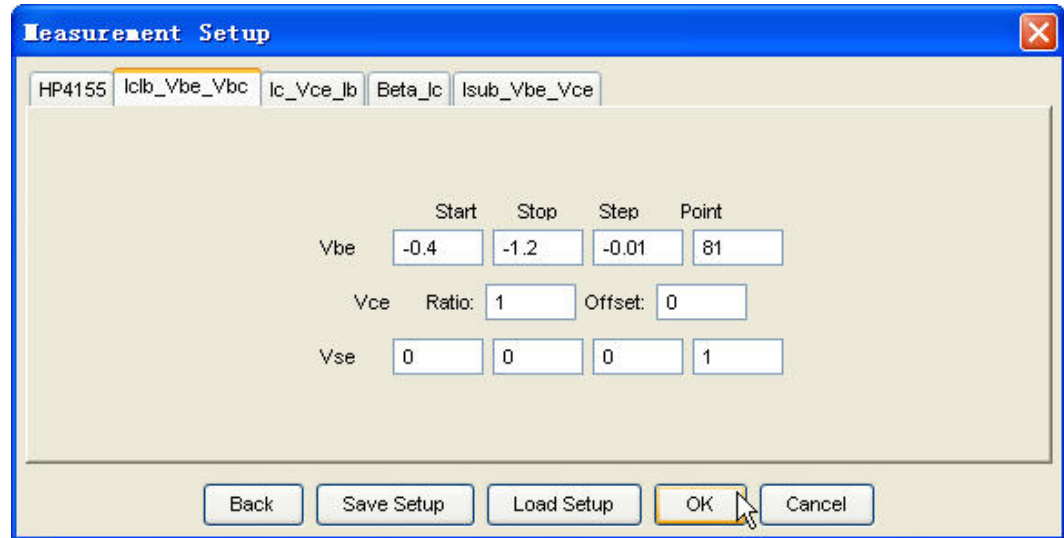 Measurement Setup
HP4155 IcIb_Vbe_Vbc Ic_Vce_Ib Beta_Ic Isub_Vbe_Vce
Start Stop Step Point
Vbe -0.4 -1.2 -0.01 81
Vce Ratio: 1 Offset: 0
Vse 0 0 0 1
Back Save Setup Load Setup OK Cancel